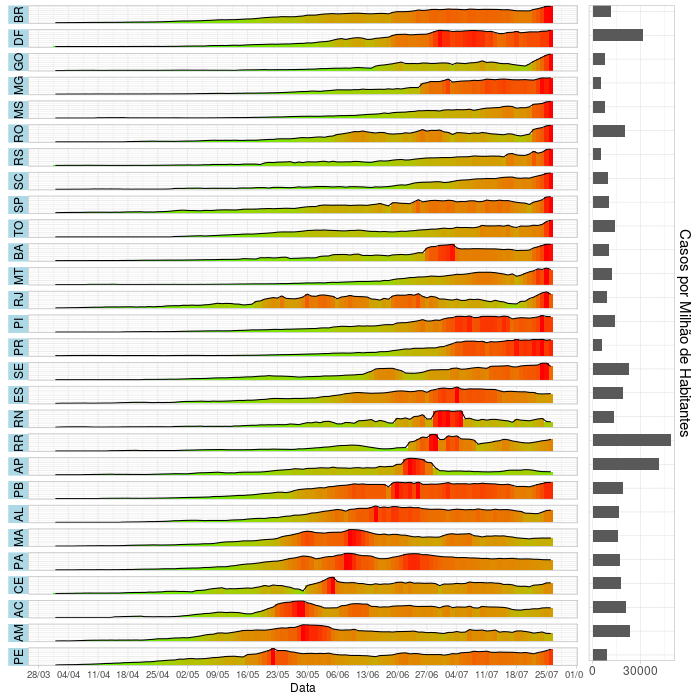 BR
DF
GO
MG
MS
RO
RS
SC
SP
TO
BA
MT
RJ
PI
PR
SE
ES
RN
RR
AP
PB
AL
MA
PA
CE
AC
AM
PE
28/03 04/04 11/04 18/04 25/04 02/05 09/05 16/05 23/05 30/05 06/06 13/06 20/06 27/06 04/07 11/07 18/07 25/07 01/0
Data
0 30000
Casos por Milhão de Habitantes